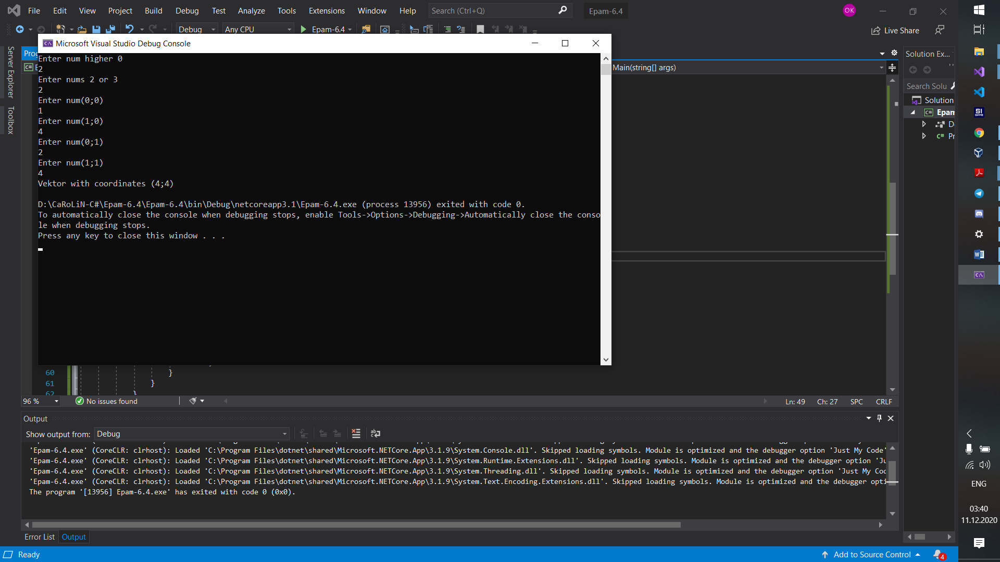 File Edit View Project Build Debug Test Analyze Tools Extensions Window Help Search (Ctrl+Q) Epam-6.4 OK
Debug Any CPU Epam-6.4 Live Share
Microsoft Visual Studio Debug Console
Server Explorer
Toolbox
Main(string[] args)
Enter num higher 0
2
Enter nums 2 or 3
2
Enter num(0;0)
1
Enter num(1;0)
4
Enter num(0;1)
2
Enter num(1;1)
4
Vektor with coordinates (4;4)
D:\CaRoLiN-C#\Epam-6.4\Epam-6.4\bin\Debug\netcoreapp3.1\Epam-6.4.exe (process 13956) exited with code 0.
To automatically close the console when debugging stops, enable Tools->Options->Debugging->Automatically close the conso
le when debugging stops.
Press any key to close this window . . .
60 }
61 }
62 }
96 % No issues found Ln: 49 Ch: 27 SPC CRLF
Output
Show output from: Debug
'Epam-6.4.exe' (CoreCLR: clrhost): Loaded 'C:\Program Files\dotnet\shared\Microsoft.NETCore.App\3.1.9\System.Console.dll'. Skipped loading symbols. Module is optimized and the debugger option 'Just My Code'
'Epam-6.4.exe' (CoreCLR: clrhost): Loaded 'C:\Program Files\dotnet\shared\Microsoft.NETCore.App\3.1.9\System.Runtime.Extensions.dll'. Skipped loading symbols. Module is optimized and the debugger option 'Ju
'Epam-6.4.exe' (CoreCLR: clrhost): Loaded 'C:\Program Files\dotnet\shared\Microsoft.NETCore.App\3.1.9\System.Threading.dll'. Skipped loading symbols. Module is optimized and the debugger option 'Just My Cod
'Epam-6.4.exe' (CoreCLR: clrhost): Loaded 'C:\Program Files\dotnet\shared\Microsoft.NETCore.App\3.1.9\System.Text.Encoding.Extensions.dll'. Skipped loading symbols. Module is optimized and the debugger opti
The program '[13956] Epam-6.4.exe' has exited with code 0 (0x0).
Error List Output
Ready Add to Source Control 4
Solution Ex...
Search Solu
Solution
C# Epam
D
C# Pr
SI GAME
ENG
03:40
11.12.2020